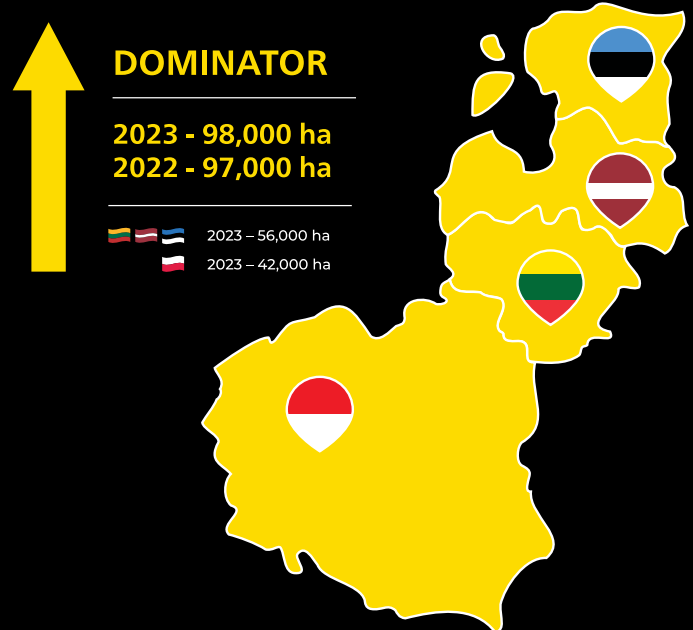 DOMINATOR
2023 - 98,000 ha
2022 - 97,000 ha
2023 – 56,000 ha
2023 – 42,000 ha